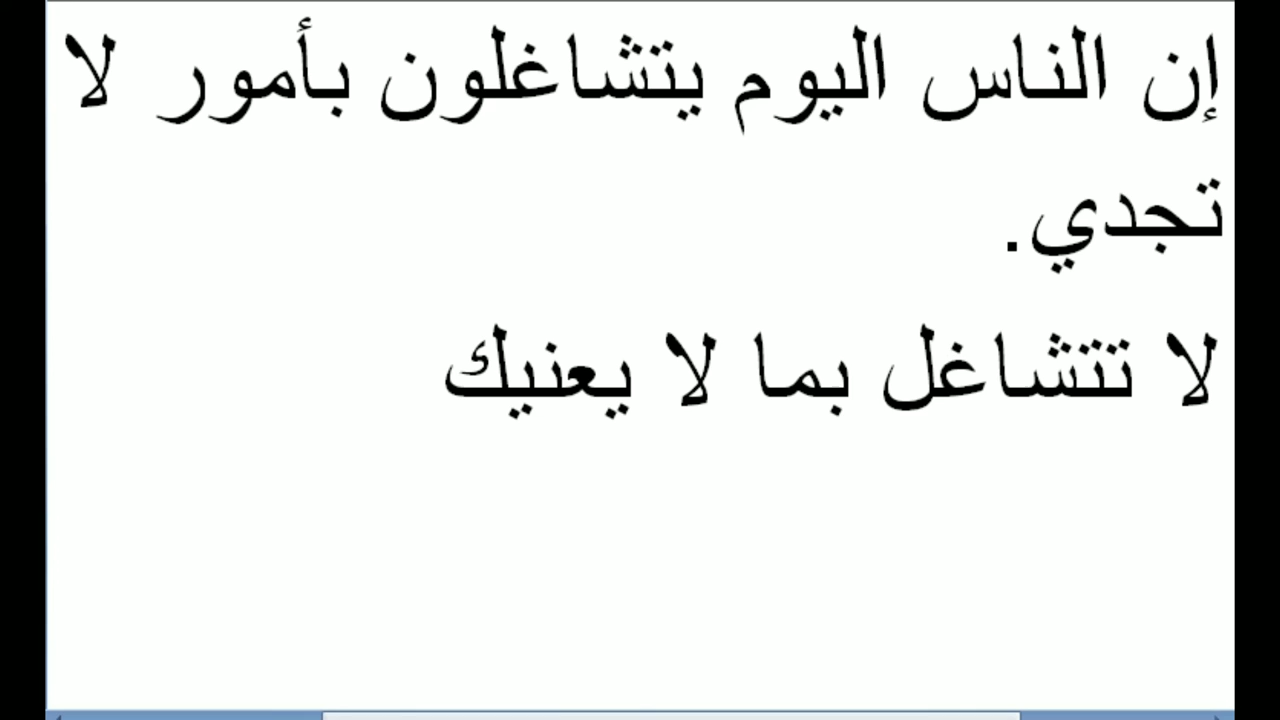 إن الناس اليوم يتشاغلون بأمور لا
تجدي.
لا تتشاغل بما لا يعنيك